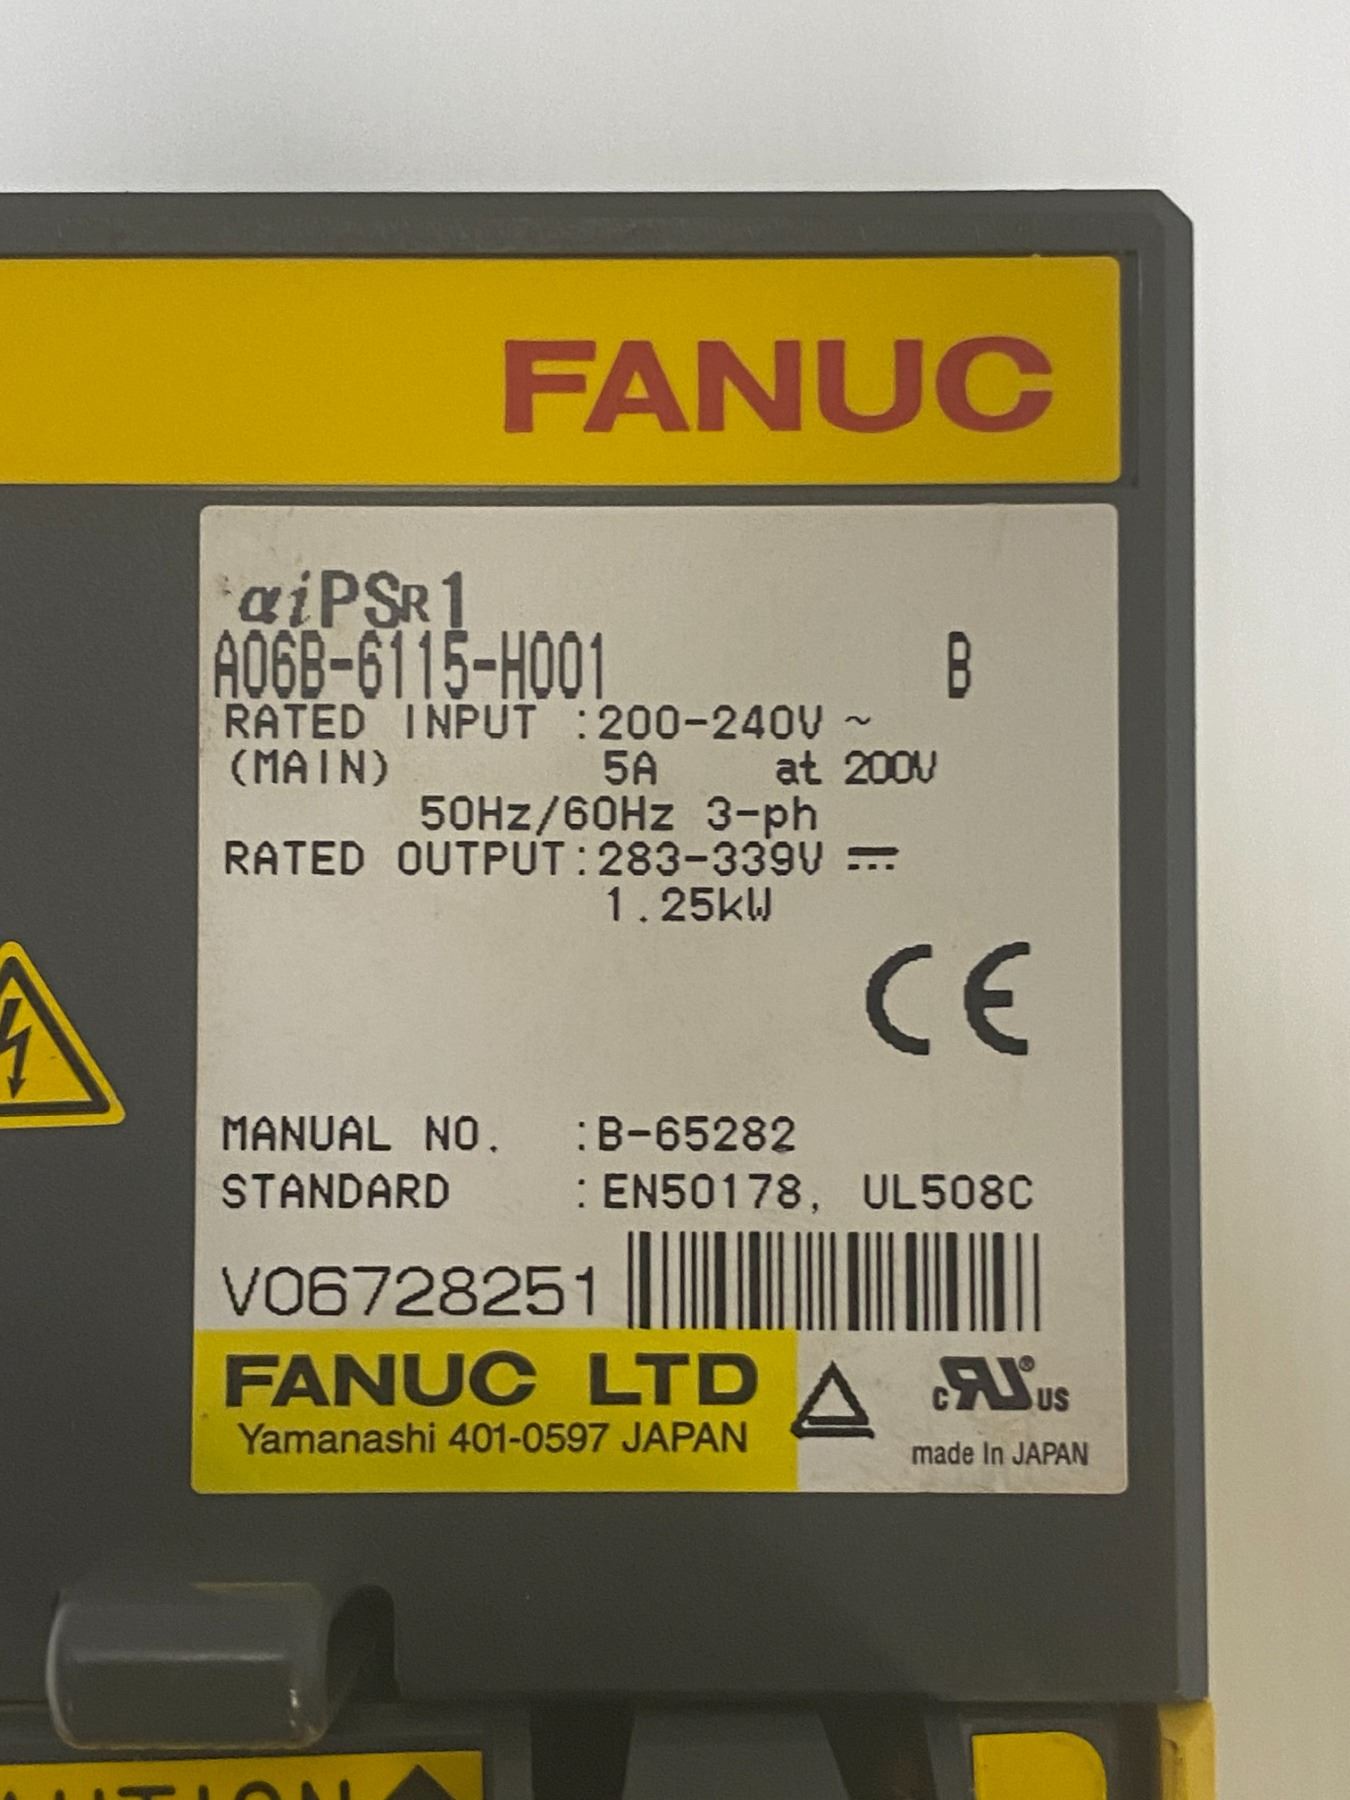 FANUC
αiPSR1
A06B-6115-H001 B
RATED INPUT :200-240V ~
(MAIN) 5A at 200V
50Hz/60Hz 3-ph
RATED OUTPUT:283-339V ⎓
1.25kW
CE
MANUAL NO. :B-65282
STANDARD :EN50178, UL508C
V06728251
FANUC LTD
Yamanashi 401-0597 JAPAN
c RU ® US
made In JAPAN